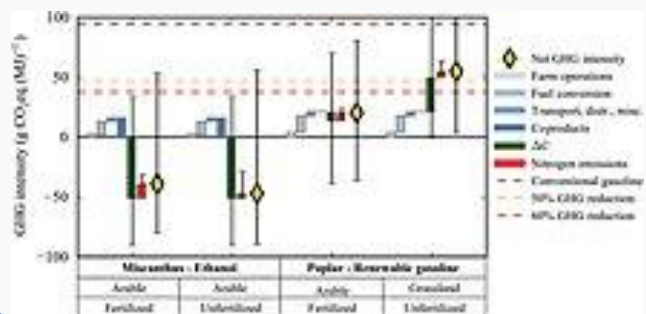 GHG intensity (g CO₂eq (MJ)⁻¹)
100
50
0
−50
−100
Net GHG intensity
Farm operations
Fuel conversion
Transport, distr., misc.
Coproducts
ΔC
Nitrogen emissions
Conventional gasoline
50% GHG reduction
60% GHG reduction
Miscanthus - Ethanol Poplar - Renewable gasoline
Arable Arable Arable Grassland
Fertilized Unfertilized Fertilized Unfertilized